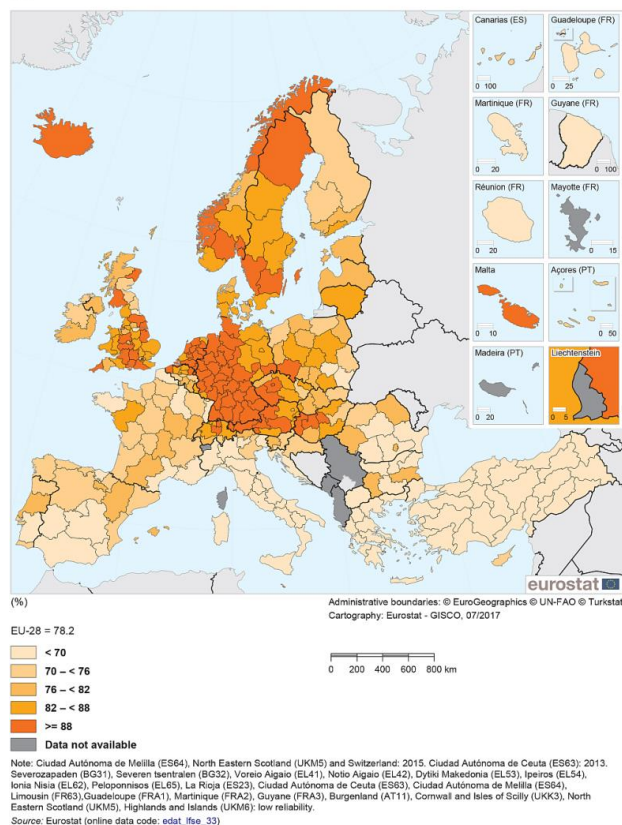 Canarias (ES)
0 100
Guadeloupe (FR)
0 25
Martinique (FR)
0 20
Guyane (FR)
0 100
Réunion (FR)
0 20
Mayotte (FR)
0 15
Malta
0 10
Açores (PT)
0 50
Madeira (PT)
0 20
Liechtenstein
0 5
eurostat
(%)
Administrative boundaries: © EuroGeographics © UN-FAO © Turkstat
Cartography: Eurostat - GISCO, 07/2017
EU-28 = 78.2
0 200 400 600 800 km
< 70
70 – < 76
76 – < 82
82 – < 88
>= 88
Data not available
Note: Ciudad Autónoma de Melilla (ES64), North Eastern Scotland (UKM5) and Switzerland: 2015. Ciudad Autónoma de Ceuta (ES63): 2013.
Severozapaden (BG31), Severen tsentralen (BG32), Voreio Aigaio (EL41), Notio Aigaio (EL42), Dytiki Makedonia (EL53), Ipeiros (EL54),
Ionia Nisia (EL62), Peloponnisos (EL65), La Rioja (ES23), Ciudad Autónoma de Ceuta (ES63), Ciudad Autónoma de Melilla (ES64),
Limousin (FR63),Guadeloupe (FRA1), Martinique (FRA2), Guyane (FRA3), Burgenland (AT11), Cornwall and Isles of Scilly (UKK3), North
Eastern Scotland (UKM5), Highlands and Islands (UKM6): low reliability.
Source: Eurostat (online data code: edat_lfse_33)